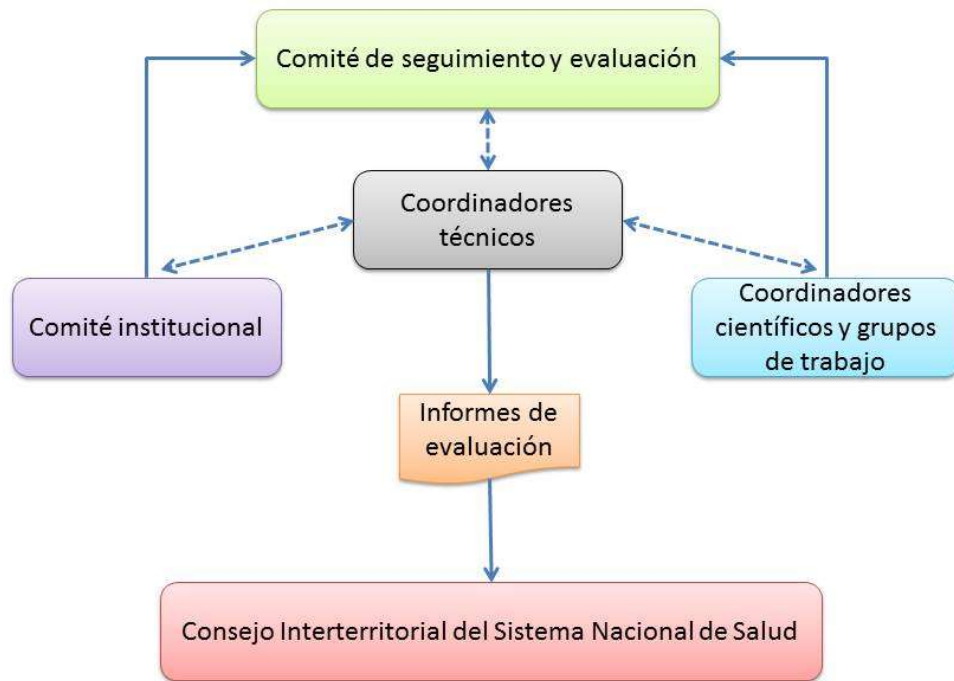 Comité de seguimiento y evaluación
Coordinadores
técnicos
Comité institucional
Coordinadores
científicos y grupos
de trabajo
Informes de
evaluación
Consejo Interterritorial del Sistema Nacional de Salud